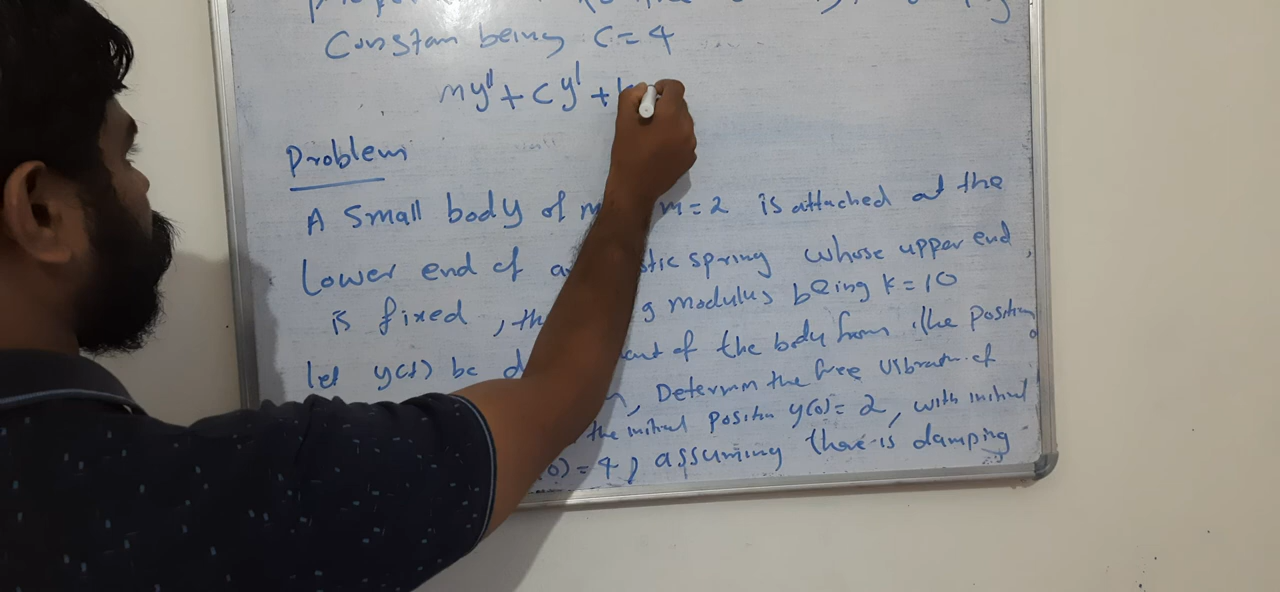 Constan being C = 4
my" + cy' +
Problem
A small body of m=2 is attached at the
lower end of spring whose upper end
is fixed, modulus being k = 10
let y(t) be of the body from the position
Determin the free vibration of
the initial position y(0) = 2, with initial
(0) = 4, assuming there is damping